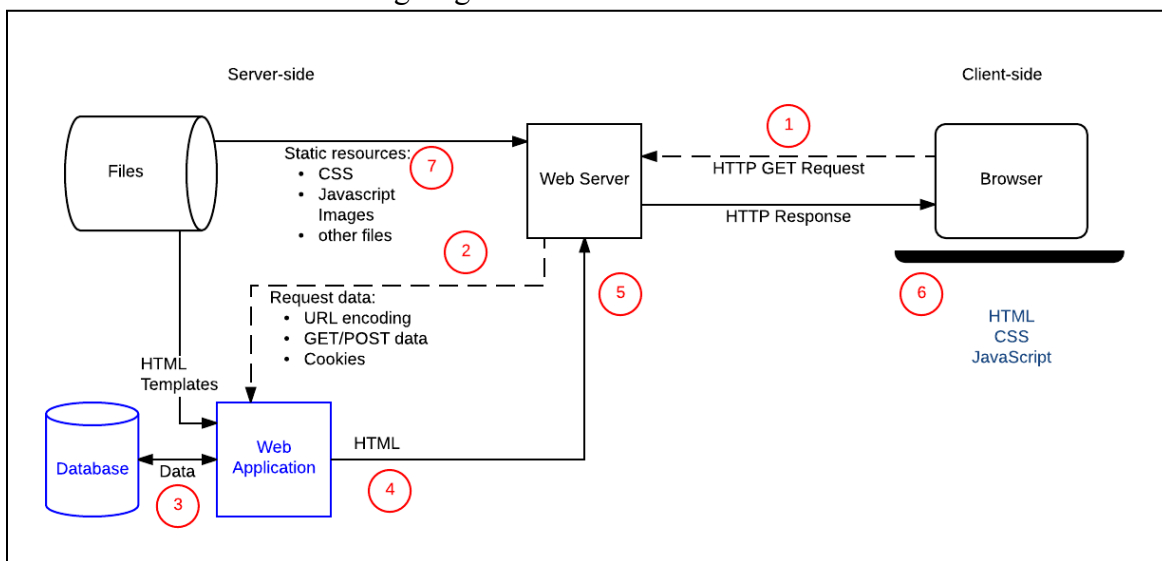 Server-side
Client-side
1
HTTP GET Request
Browser
Web Server
HTTP Response
Files
Static resources:
• CSS
• Javascript
Images
• other files
7
2
Request data:
• URL encoding
• GET/POST data
• Cookies
5
6
HTML
CSS
JavaScript
HTML
Templates
Database
Data
3
Web
Application
HTML
4